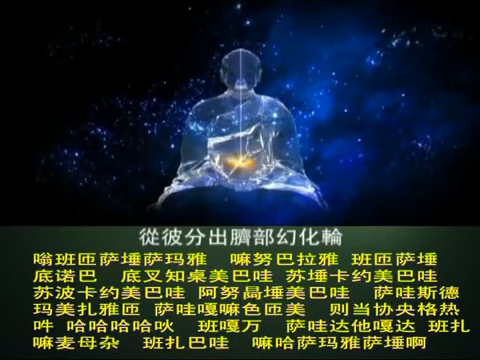 從彼分出臍部幻化輪
嗡班匝萨埵萨玛雅 嘛努巴拉雅 班匝萨埵
底诺巴 底叉知桌美巴哇 苏埵卡约美巴哇
苏波卡约美巴哇 阿努曷埵美巴哇 萨哇斯德
玛美扎雅匝 萨哇嘎嘛色匝美 则当协央格热
吽 哈哈哈哈哈 班嘎万 萨哇达他嘎达 班扎
嘛麦母杂 班扎巴哇 嘛哈萨玛雅萨埵啊